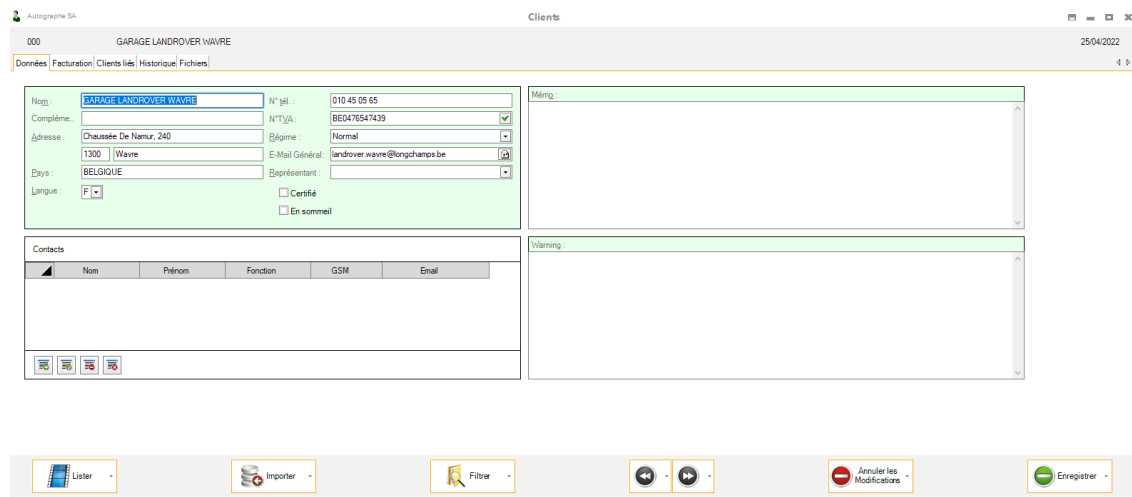 Autographe SA
Clients
000 GARAGE LANDROVER WAVRE 25/04/2022
Données Facturation Clients liés Historique Fichiers
Nom : GARAGE LANDROVER WAVRE
Compléme..
Adresse : Chaussée De Namur, 240
1300 Wavre
Pays : BELGIQUE
Langue : F
N° tél. : 010 45 05 65
N°TVA : BE0476547439
Régime : Normal
E-Mail Général: landrover.wavre@longchamps.be
Représentant :
Certifié
En sommeil
Mémo :
Contacts
Nom Prénom Fonction GSM Email
Warning :
Lister
Importer
Filtrer
Annuler les
Modifications
Enregistrer